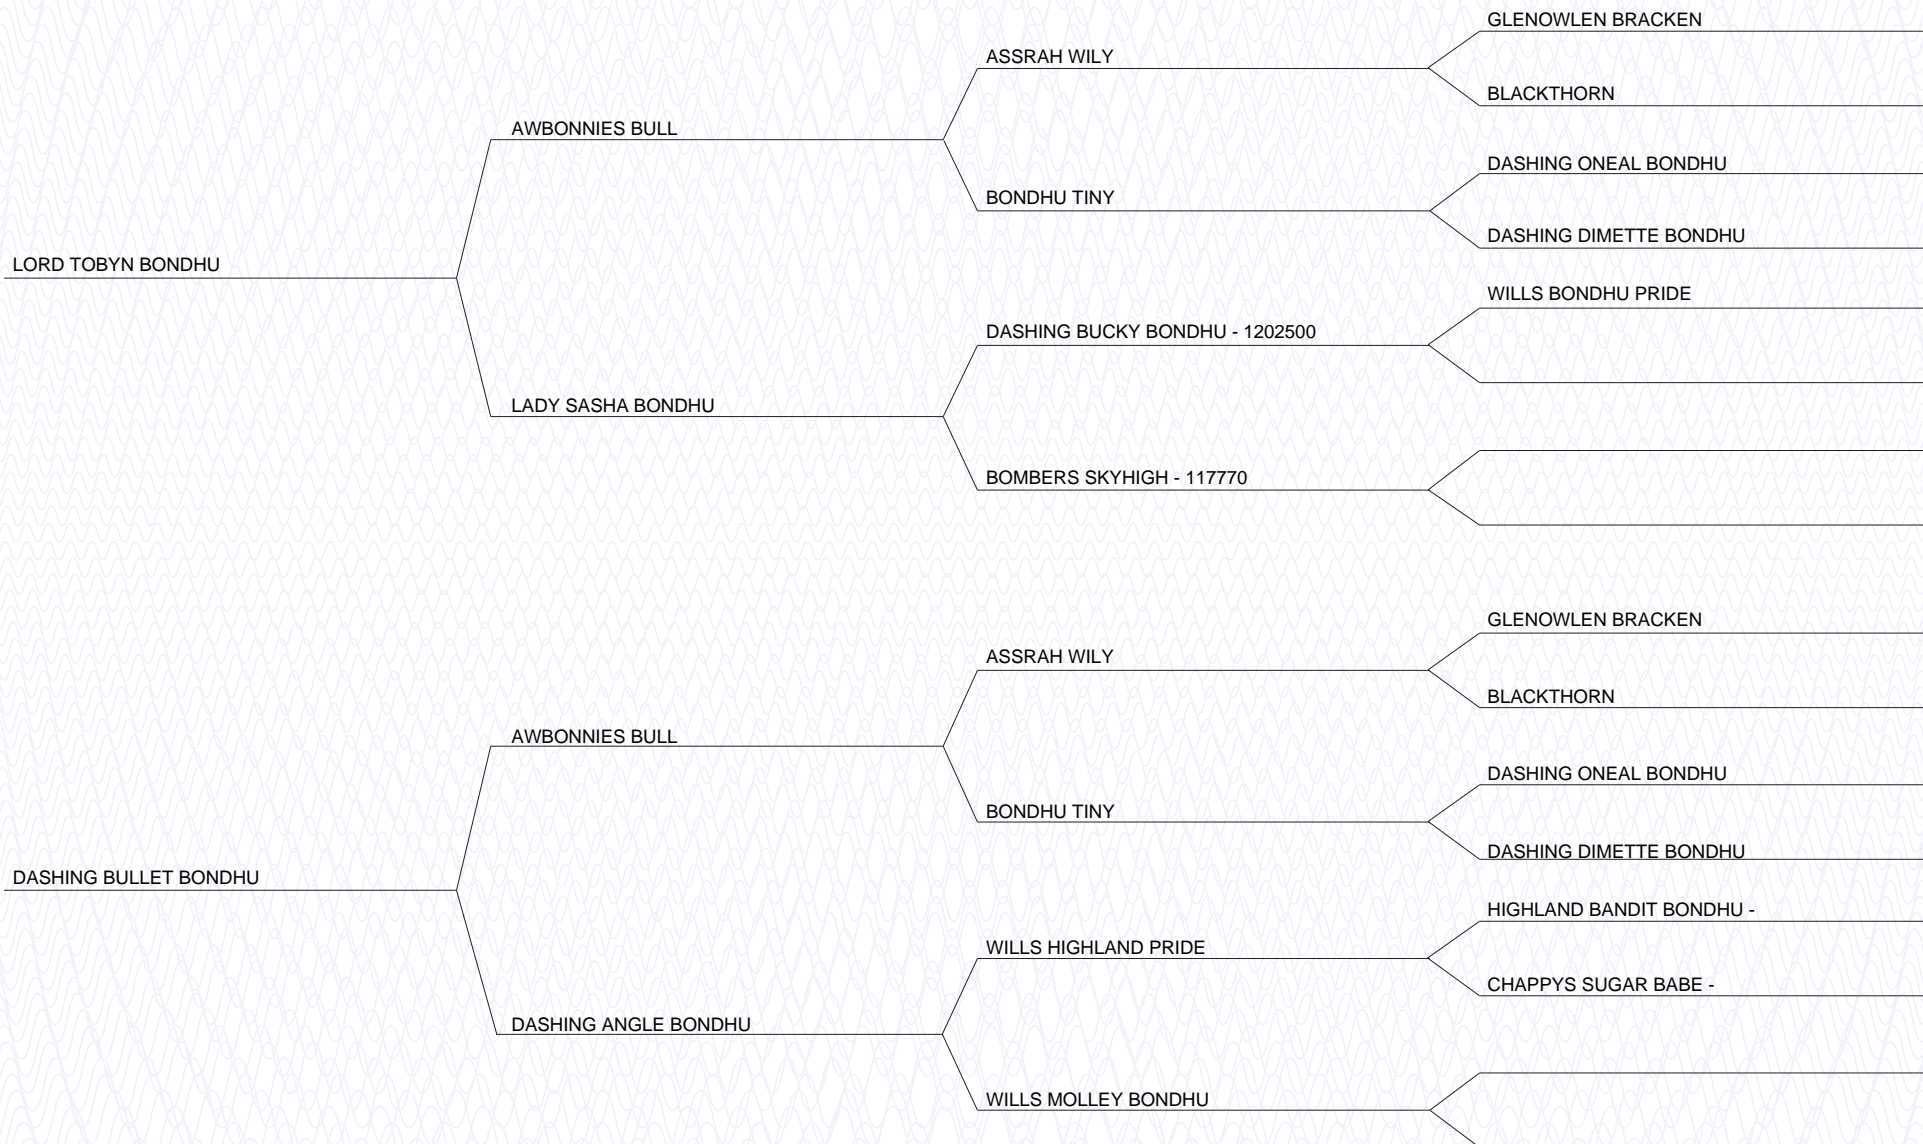 GLENOWLEN BRACKEN
ASSRAH WILY
BLACKTHORN
AWBONNIES BULL
DASHING ONEAL BONDHU
BONDHU TINY
DASHING DIMETTE BONDHU
LORD TOBYN BONDHU
WILLS BONDHU PRIDE
DASHING BUCKY BONDHU - 1202500
LADY SASHA BONDHU
BOMBERS SKYHIGH - 117770
GLENOWLEN BRACKEN
ASSRAH WILY
BLACKTHORN
AWBONNIES BULL
DASHING ONEAL BONDHU
BONDHU TINY
DASHING DIMETTE BONDHU
DASHING BULLET BONDHU
HIGHLAND BANDIT BONDHU -
WILLS HIGHLAND PRIDE
CHAPPYS SUGAR BABE -
DASHING ANGLE BONDHU
WILLS MOLLEY BONDHU